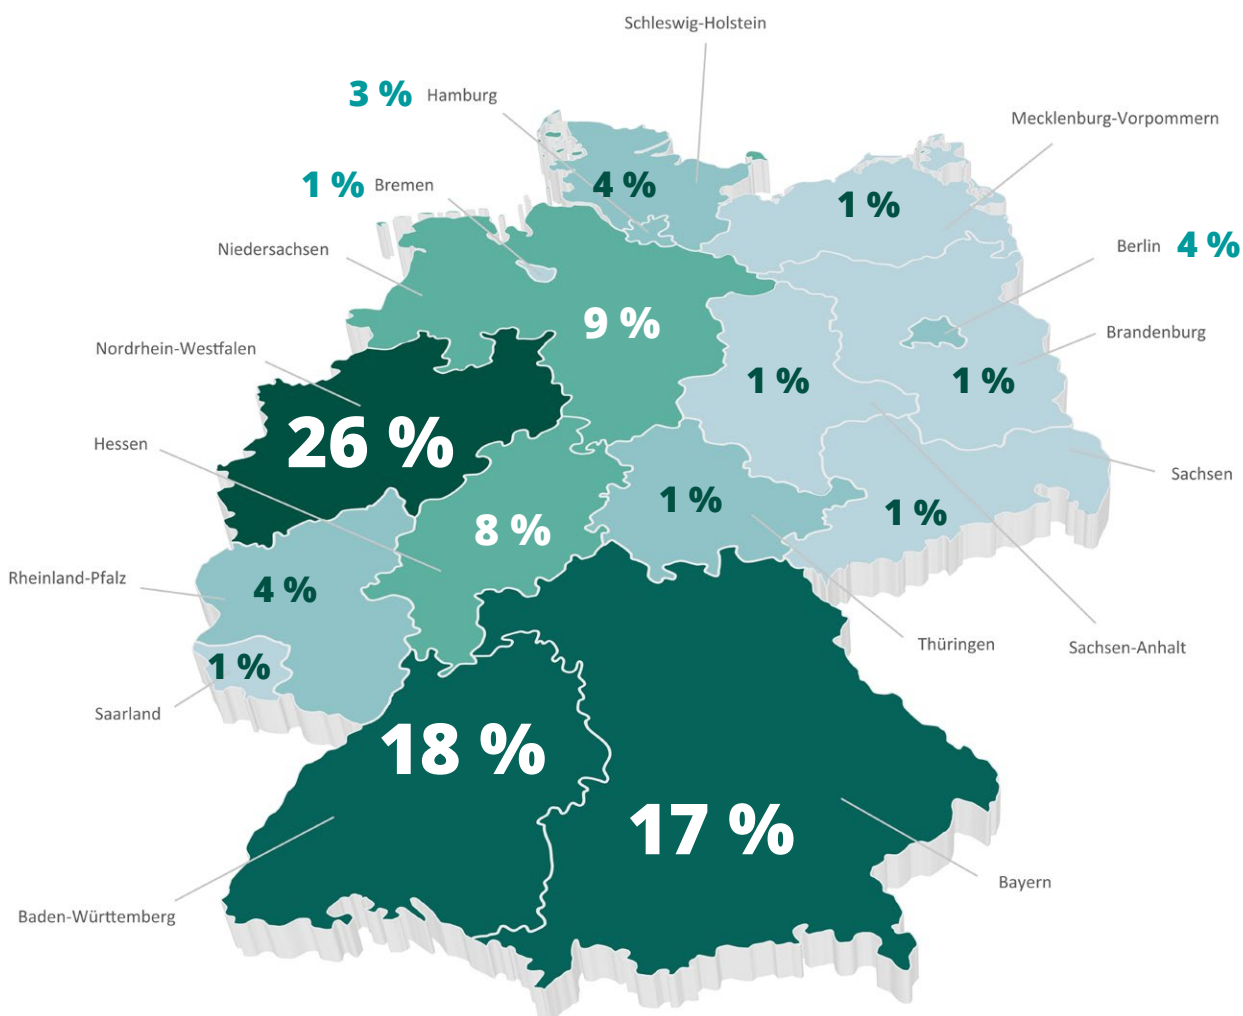 Schleswig-Holstein
3 % Hamburg
Mecklenburg-Vorpommern
4 %
1 % Bremen
1 %
Berlin 4 %
Niedersachsen
9 %
Brandenburg
Nordrhein-Westfalen
1 %
1 %
26 %
Hessen
Sachsen
1 %
1 %
8 %
Rheinland-Pfalz
4 %
Thüringen
Sachsen-Anhalt
1 %
Saarland
18 %
17 %
Bayern
Baden-Württemberg